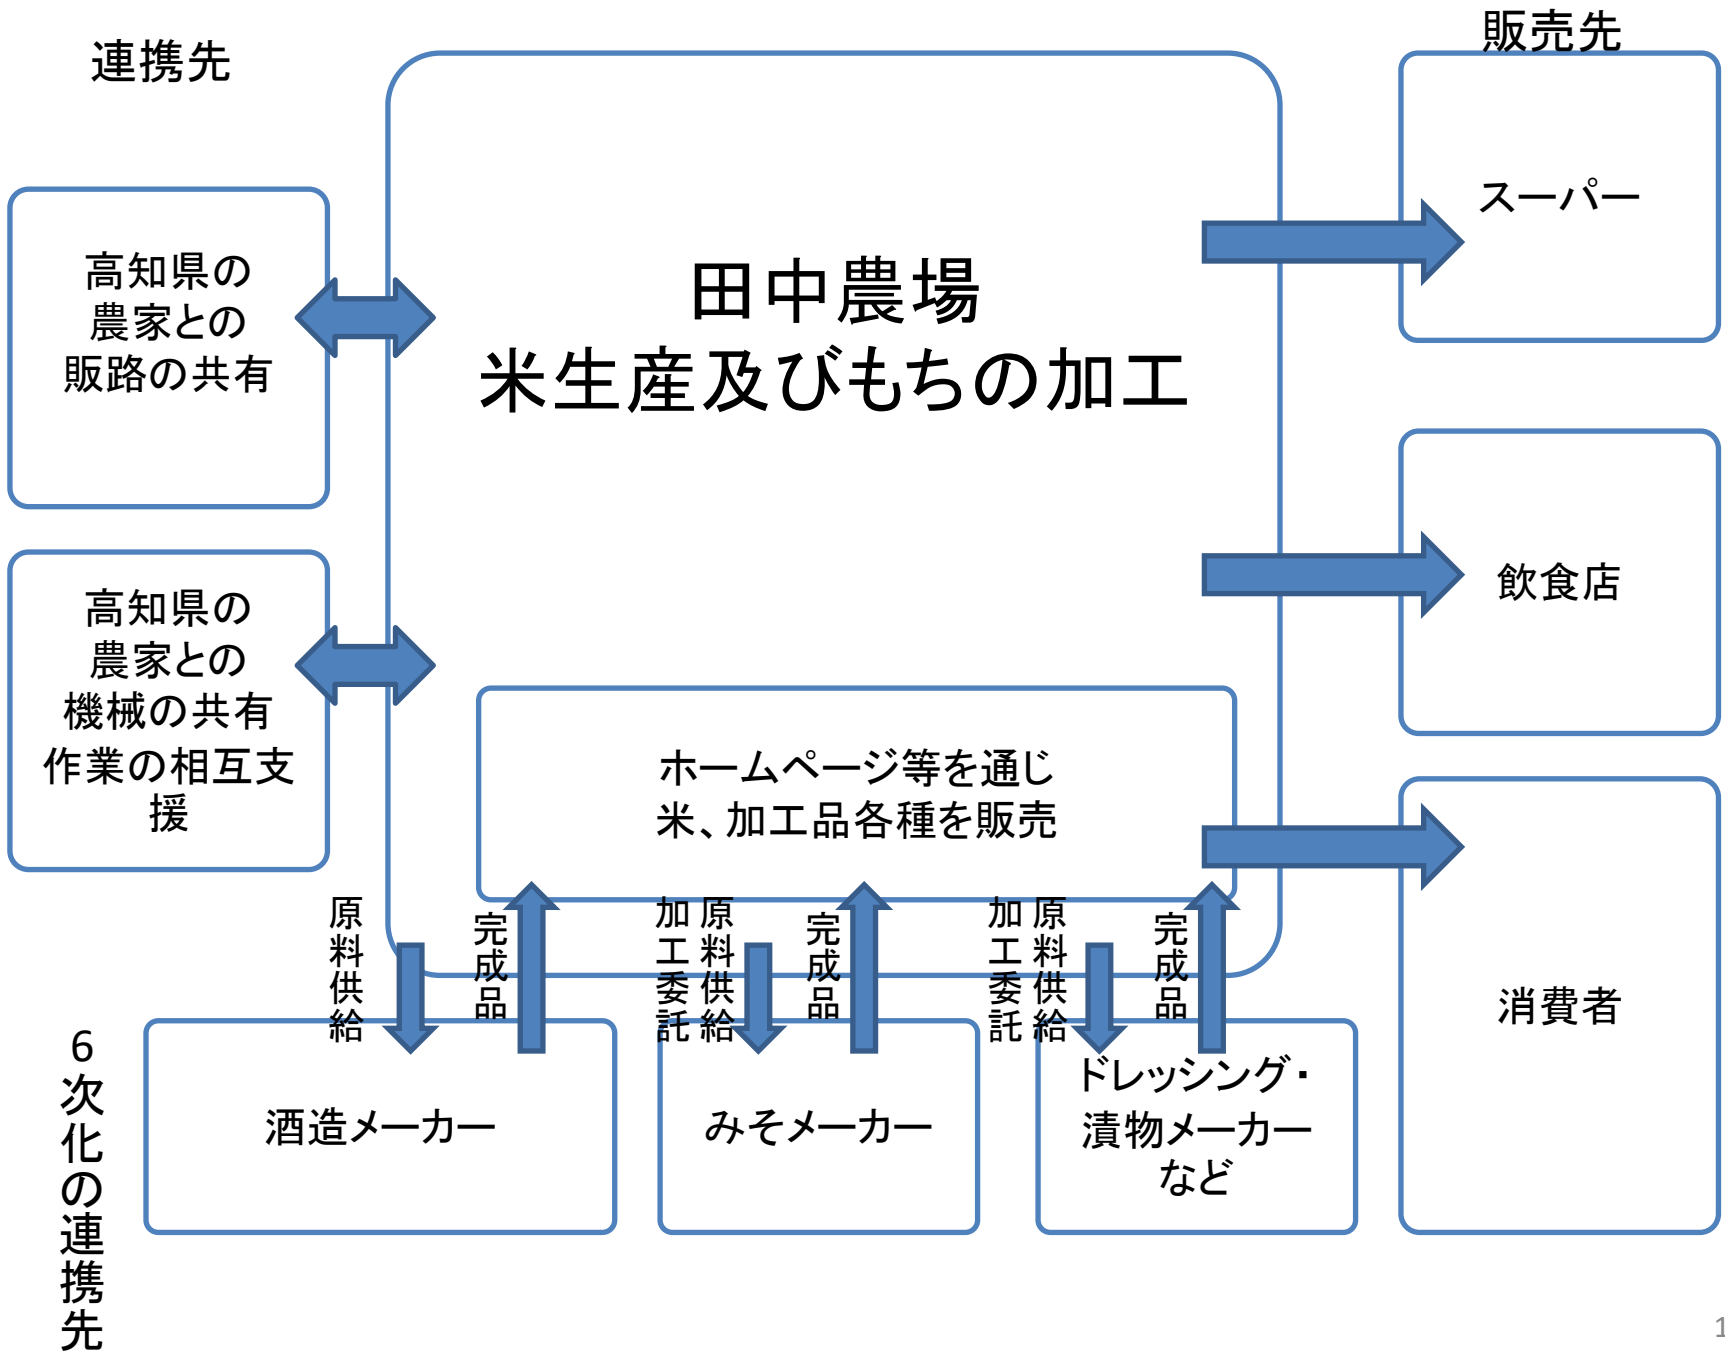 連携先
販売先
高知県の
農家との
販路の共有
高知県の
農家との
機械の共有
作業の相互支
援
田中農場
米生産及びもちの加工
ホームページ等を通じ
米、加工品各種を販売
スーパー
飲食店
消費者
原料供給
完成品
原料供給
加工委託
完成品
原料供給
加工委託
完成品
6次化の連携先
酒造メーカー
みそメーカー
ドレッシング・
漬物メーカー
など
1